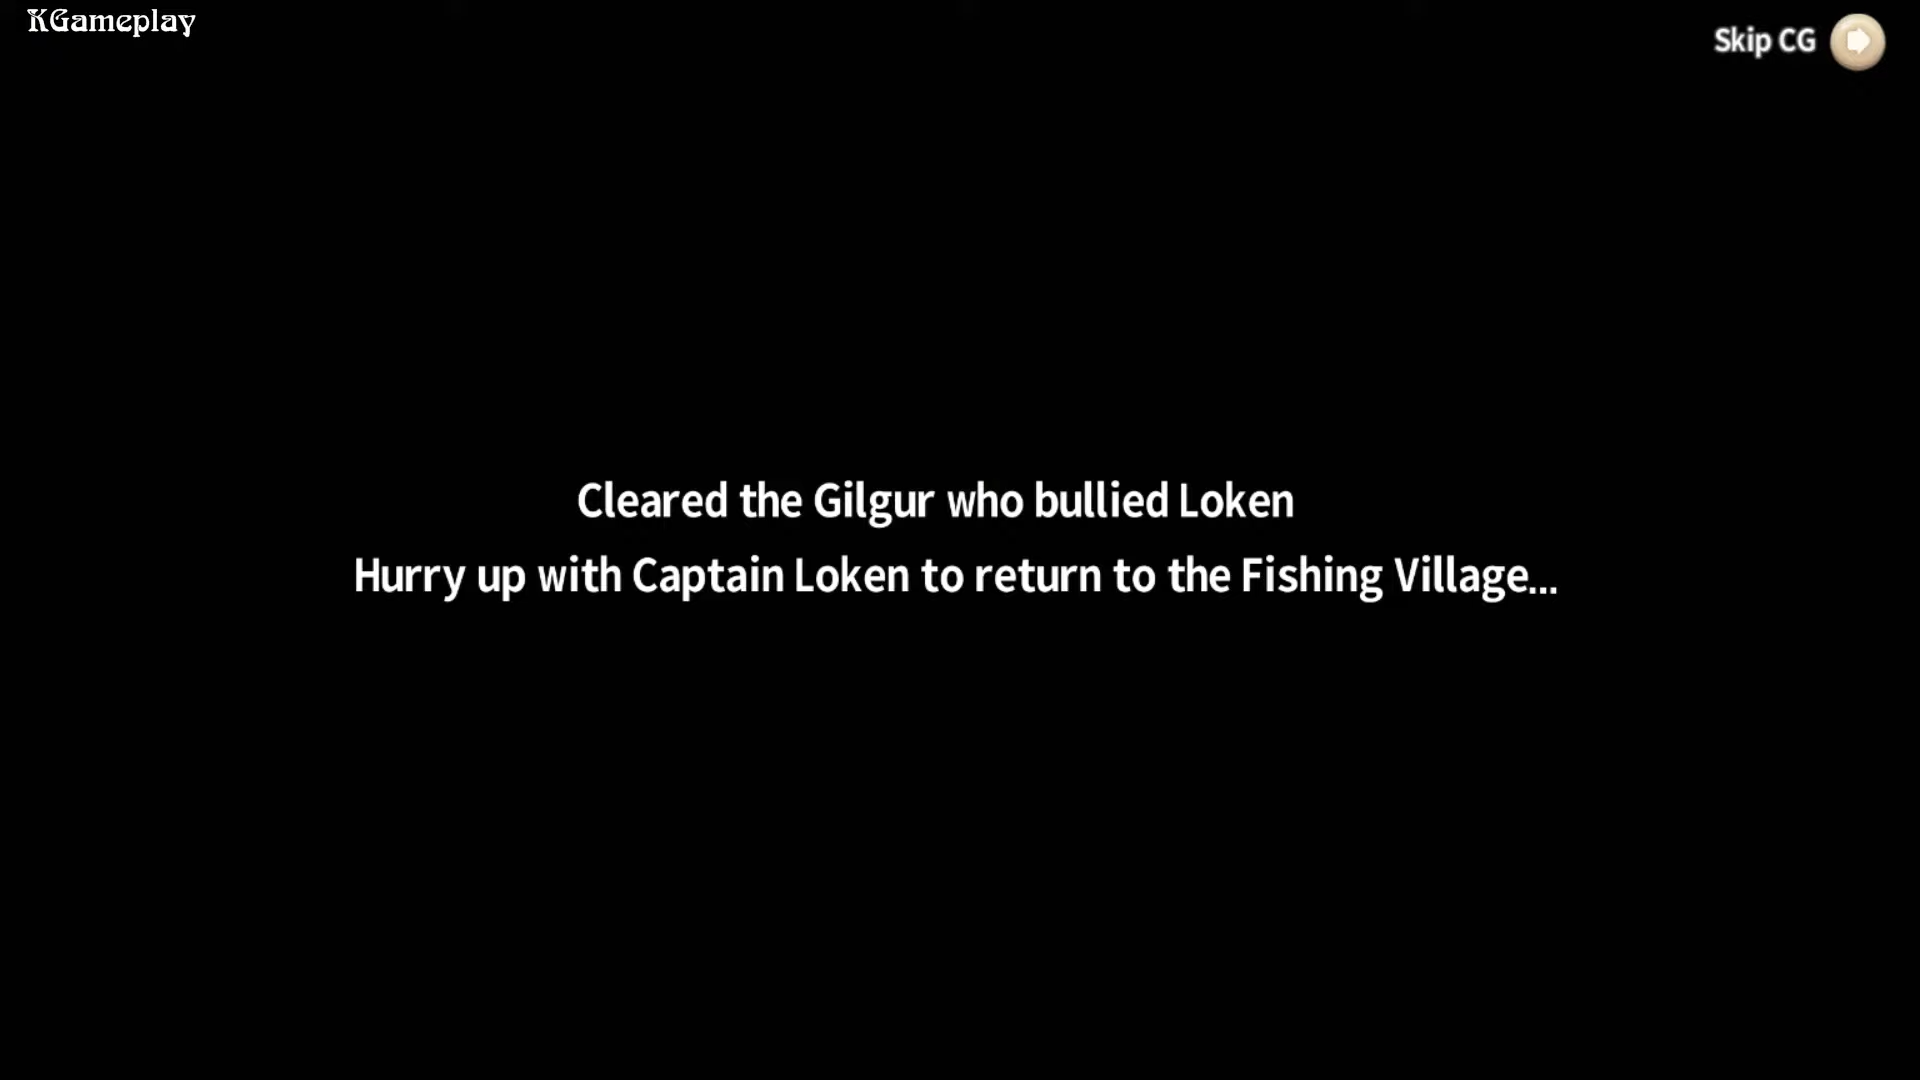 KGameplay
Skip CG
Cleared the Gilgur who bullied Loken
Hurry up with Captain Loken to return to the Fishing Village...